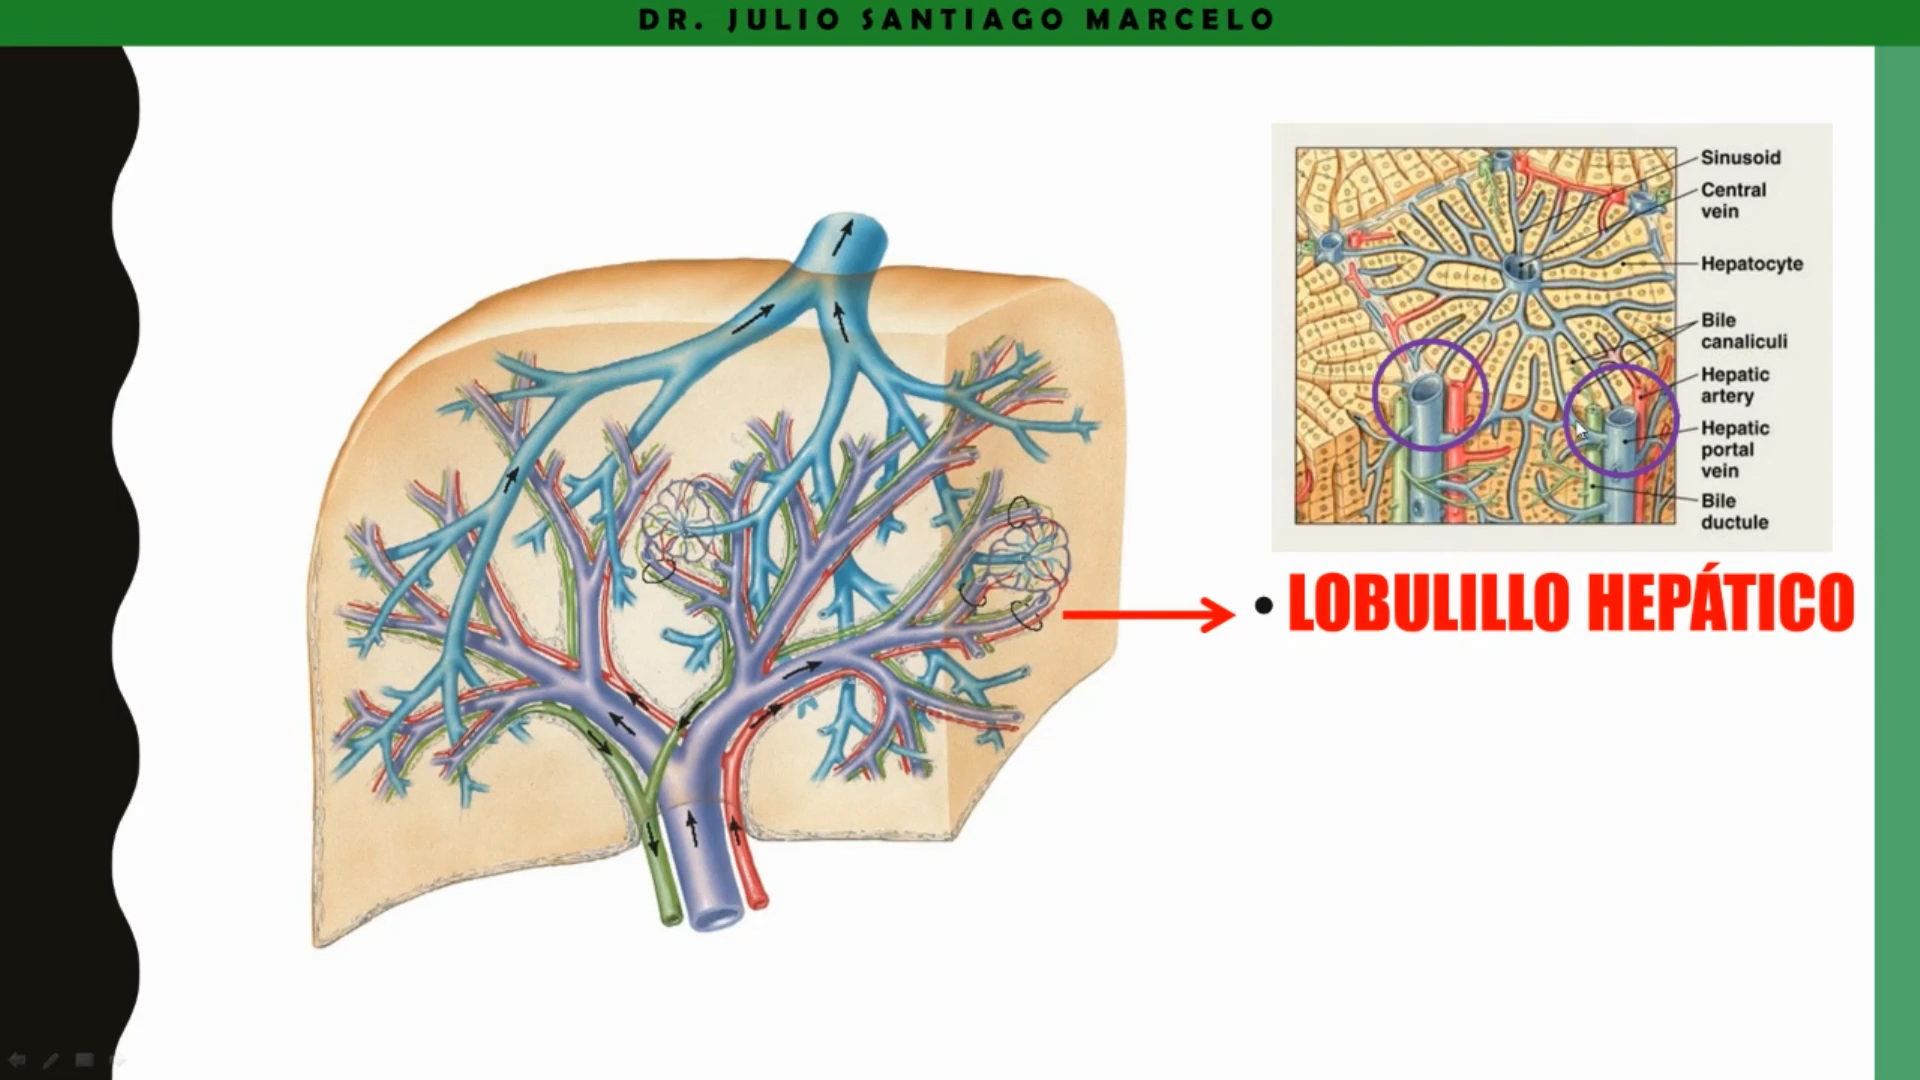 DR. JULIO SANTIAGO MARCELO
Sinusoid
Central
vein
Hepatocyte
Bile
canaliculi
Hepatic
artery
Hepatic
portal
vein
Bile
ductule
• LOBULILLO HEPÁTICO